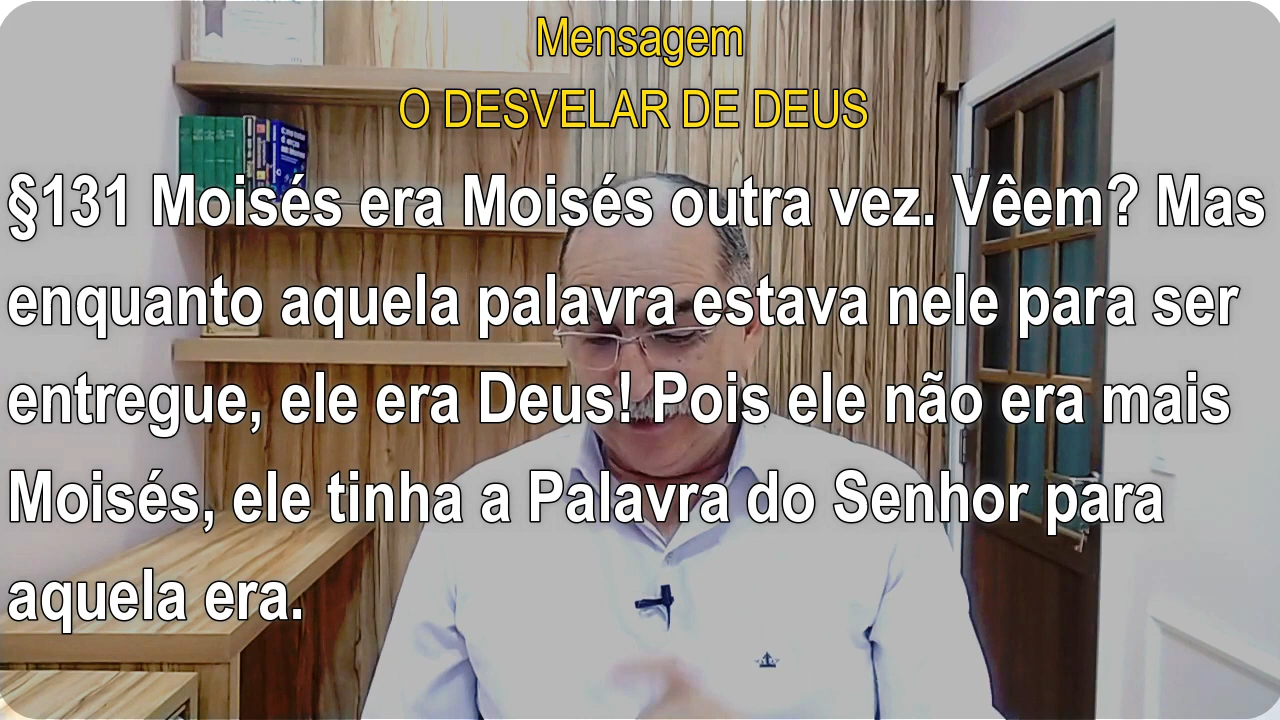 Mensagem
O DESVELAR DE DEUS
§131 Moisés era Moisés outra vez. Vêem? Mas
enquanto aquela palavra estava nele para ser
entregue, ele era Deus! Pois ele não era mais
Moisés, ele tinha a Palavra do Senhor para
aquela era.